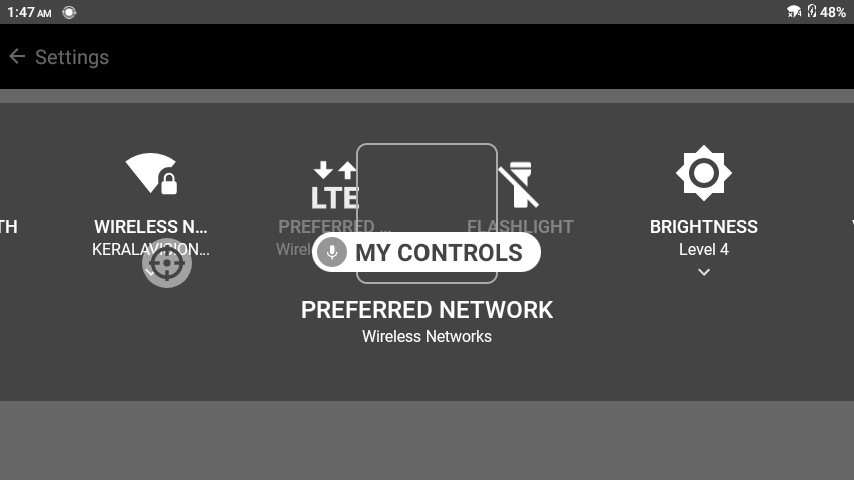 1:47 AM
4 48%
Settings
TH
WIRELESS N...
KERALAVISION...
LTE
PREFERRED ...
Wirel
FLASHLIGHT
BRIGHTNESS
Level 4
MY CONTROLS
PREFERRED NETWORK
Wireless Networks